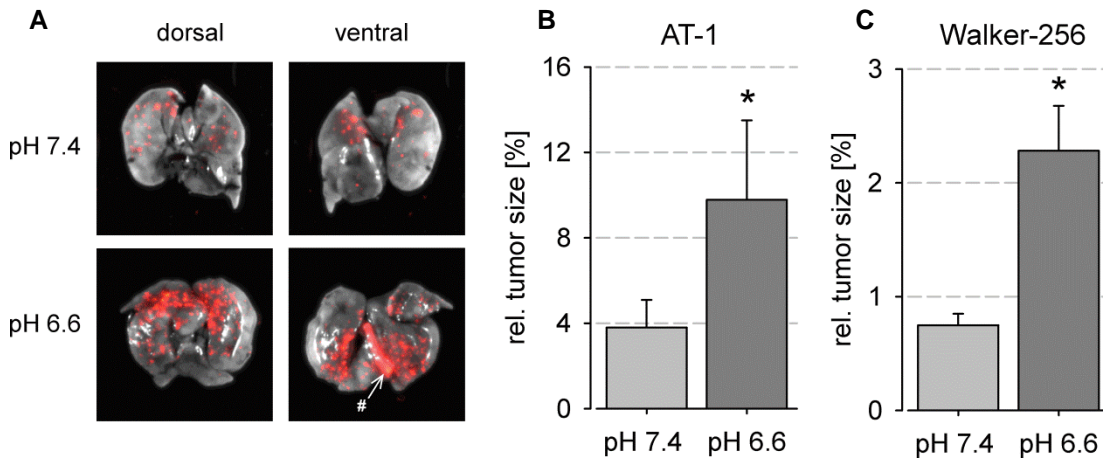 A
dorsal
ventral
pH 7.4
pH 6.6
#
B
AT-1
rel. tumor size [%]
16
12
8
4
0
*
pH 7.4
pH 6.6
C
Walker-256
rel. tumor size [%]
3
2
1
0
*
pH 7.4
pH 6.6